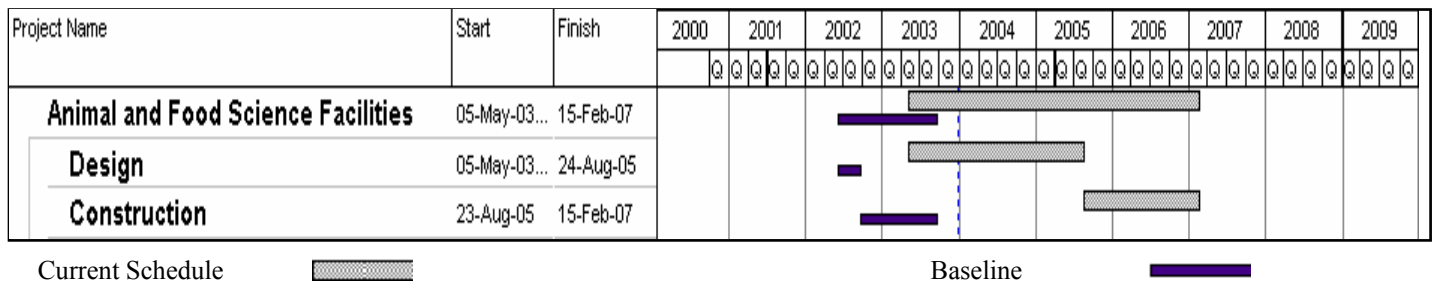 Project Name Start Finish 2000 2001 2002 2003 2004 2005 2006 2007 2008 2009
Q Q Q Q Q Q Q Q Q Q Q Q Q Q Q Q Q Q Q Q Q Q Q Q Q Q Q Q Q Q Q Q Q Q Q Q Q
Animal and Food Science Facilities 05-May-03... 15-Feb-07
Design 05-May-03... 24-Aug-05
Construction 23-Aug-05 15-Feb-07
Current Schedule Baseline